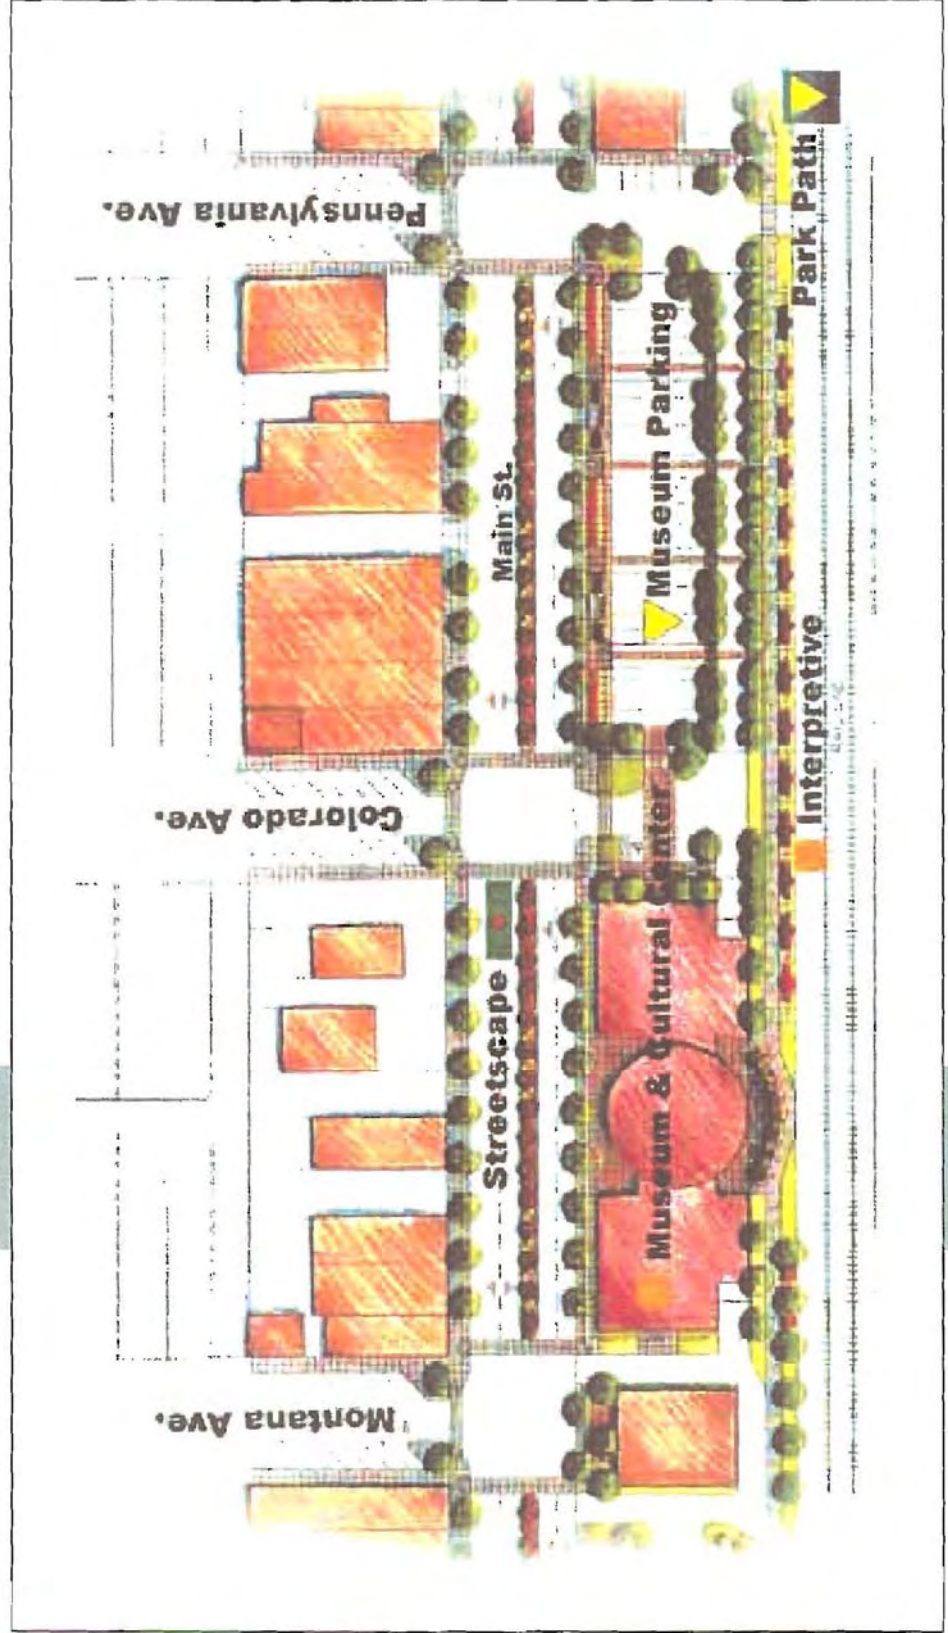 Pennsylvania Ave.
Park Path
Museum Parking
Main St.
Interpretive
Colorado Ave.
Streetscape
Museum & Cultural Center
Montana Ave.